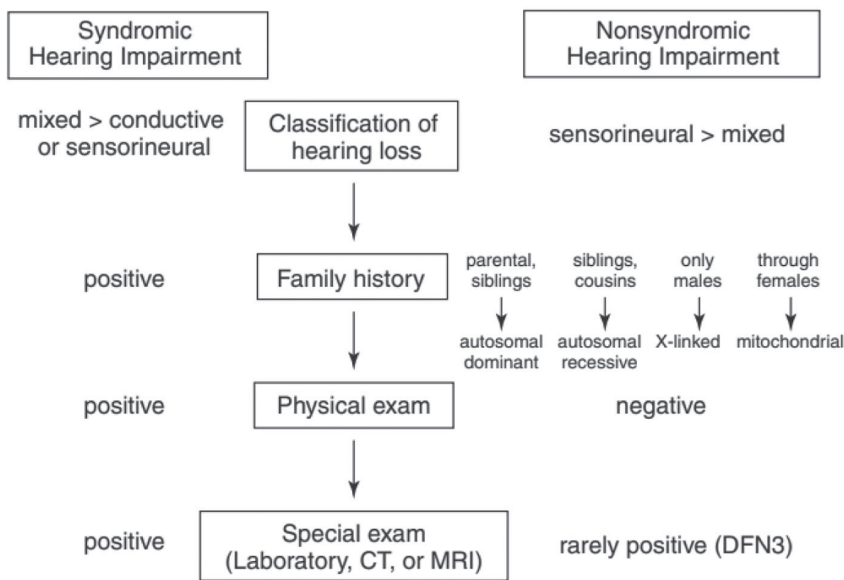 Syndromic
Hearing Impairment
Nonsyndromic
Hearing Impairment
mixed > conductive
or sensorineural
Classification of
hearing loss
sensorineural > mixed
positive
Family history
parental,
siblings
siblings,
cousins
only
males
through
females
autosomal
dominant
autosomal
recessive
X-linked
mitochondrial
positive
Physical exam
negative
positive
Special exam
(Laboratory, CT, or MRI)
rarely positive (DFN3)